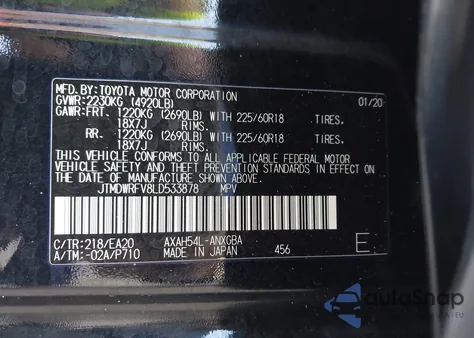 MFD.BY:TOYOTA MOTOR CORPORATION 01/20
GVWR:2230KG (4920LB)
GAWR:FRT. 1220KG (2690LB) WITH 225/60R18 TIRES.
18X7J RIMS.
RR. 1220KG (2690LB) WITH 225/60R18 TIRES.
18X7J RIMS.
THIS VEHICLE CONFORMS TO ALL APPLICABLE FEDERAL MOTOR
VEHICLE SAFETY AND THEFT PREVENTION STANDARDS IN EFFECT
ON THE DATE OF MANUFACTURE SHOWN ABOVE.
JTMDWRFV8LD533878 MPV
C/TR:218/EA20 AXAH54L-ANXGBA
A/TM:-02A/P710 MADE IN JAPAN 456 E
plauSnap